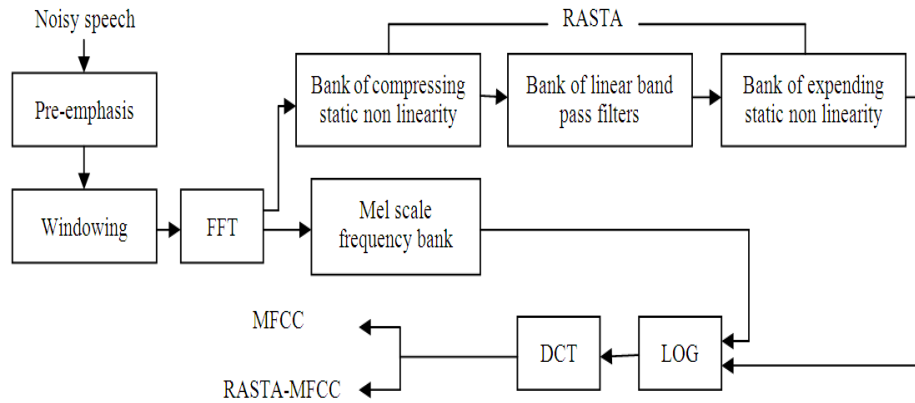 Noisy speech
RASTA
Pre-emphasis
Bank of compressing
static non linearity
Bank of linear band
pass filters
Bank of expending
static non linearity
Windowing
FFT
Mel scale
frequency bank
MFCC
DCT
LOG
RASTA-MFCC